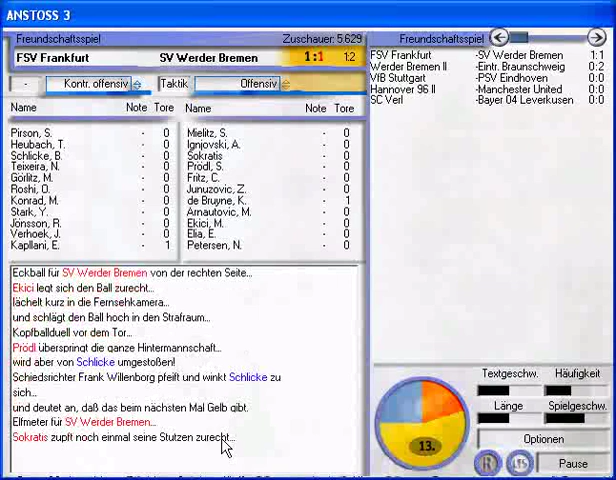 ANSTOSS 3
Freundschaftsspiel Zuschauer: 5.629
FSV Frankfurt SV Werder Bremen 1:1 1:2
- Kontr. offensiv Taktik Offensiv
Name Note Tore Name Note Tore
Pirson, S. - 0 Mielitz, S. - 0
Heubach, T. - 0 Ignjovski, A. - 0
Schlicke, B. - 0 Sokratis - 0
Teixeira, N. - 0 Prödl, S. - 0
Görlitz, M. - 0 Fritz, C. - 0
Roshi, O. - 0 Junuzovic, Z. - 0
Konrad, M. - 0 de Bruyne, K. - 1
Stark, Y. - 0 Arnautovic, M. - 0
Jönsson, R. - 0 Ekici, M. - 0
Verhoek, J. - 0 Elia, E. - 0
Kapllani, E. - 1 Petersen, N. - 0
Eckball für SV Werder Bremen von der rechten Seite...
Ekici legt sich den Ball zurecht...
lächelt kurz in die Fernsehkamera...
und schlägt den Ball hoch in den Strafraum...
Kopfballduell vor dem Tor...
Prödl überspringt die ganze Hintermannschaft...
wird aber von Schlicke umgestoßen!
Schiedsrichter Frank Willenborg pfeift und winkt Schlicke zu
sich...
und deutet an, daß das beim nächsten Mal Gelb gibt.
Elfmeter für SV Werder Bremen...
Sokratis zupft noch einmal seine Stutzen zurecht...
Freundschaftsspiel
FSV Frankfurt -SV Werder Bremen 1:1
Werder Bremen II -Eintr. Braunschweig 0:2
VfB Stuttgart -PSV Eindhoven 0:0
Hannover 96 II -Manchester United 0:0
SC Verl -Bayer 04 Leverkusen 0:0
13.
Textgeschw. Häufigkeit
Länge Spielgeschw.
Optionen
R Pause